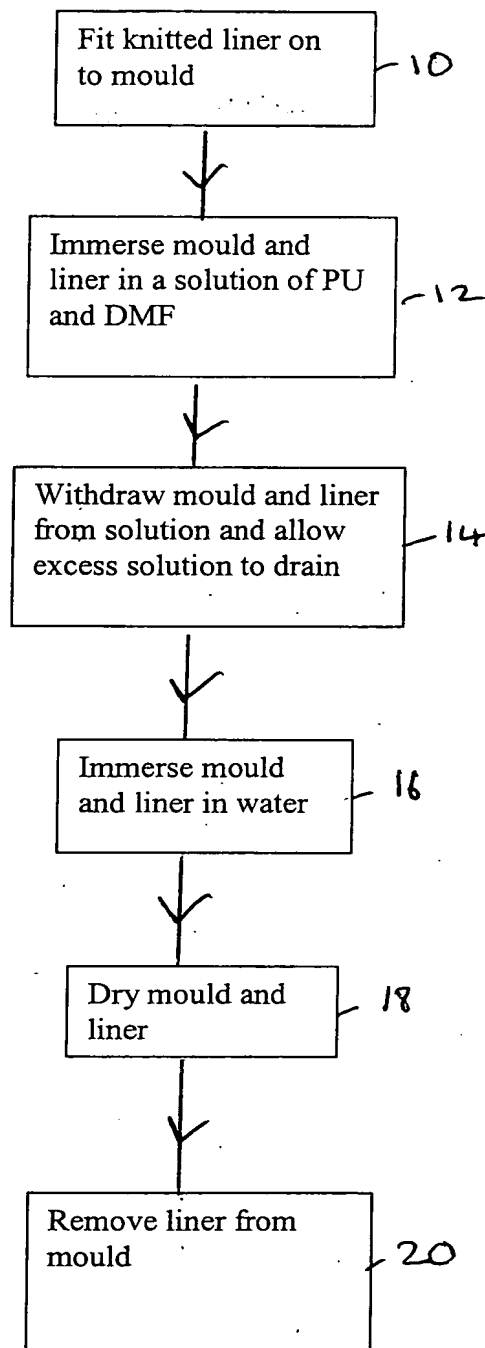 Fit knitted liner on
to mould
10
Immerse mould and
liner in a solution of PU
and DMF
12
Withdraw mould and liner
from solution and allow
excess solution to drain
14
Immerse mould
and liner in water
16
Dry mould and
liner
18
Remove liner from
mould
20